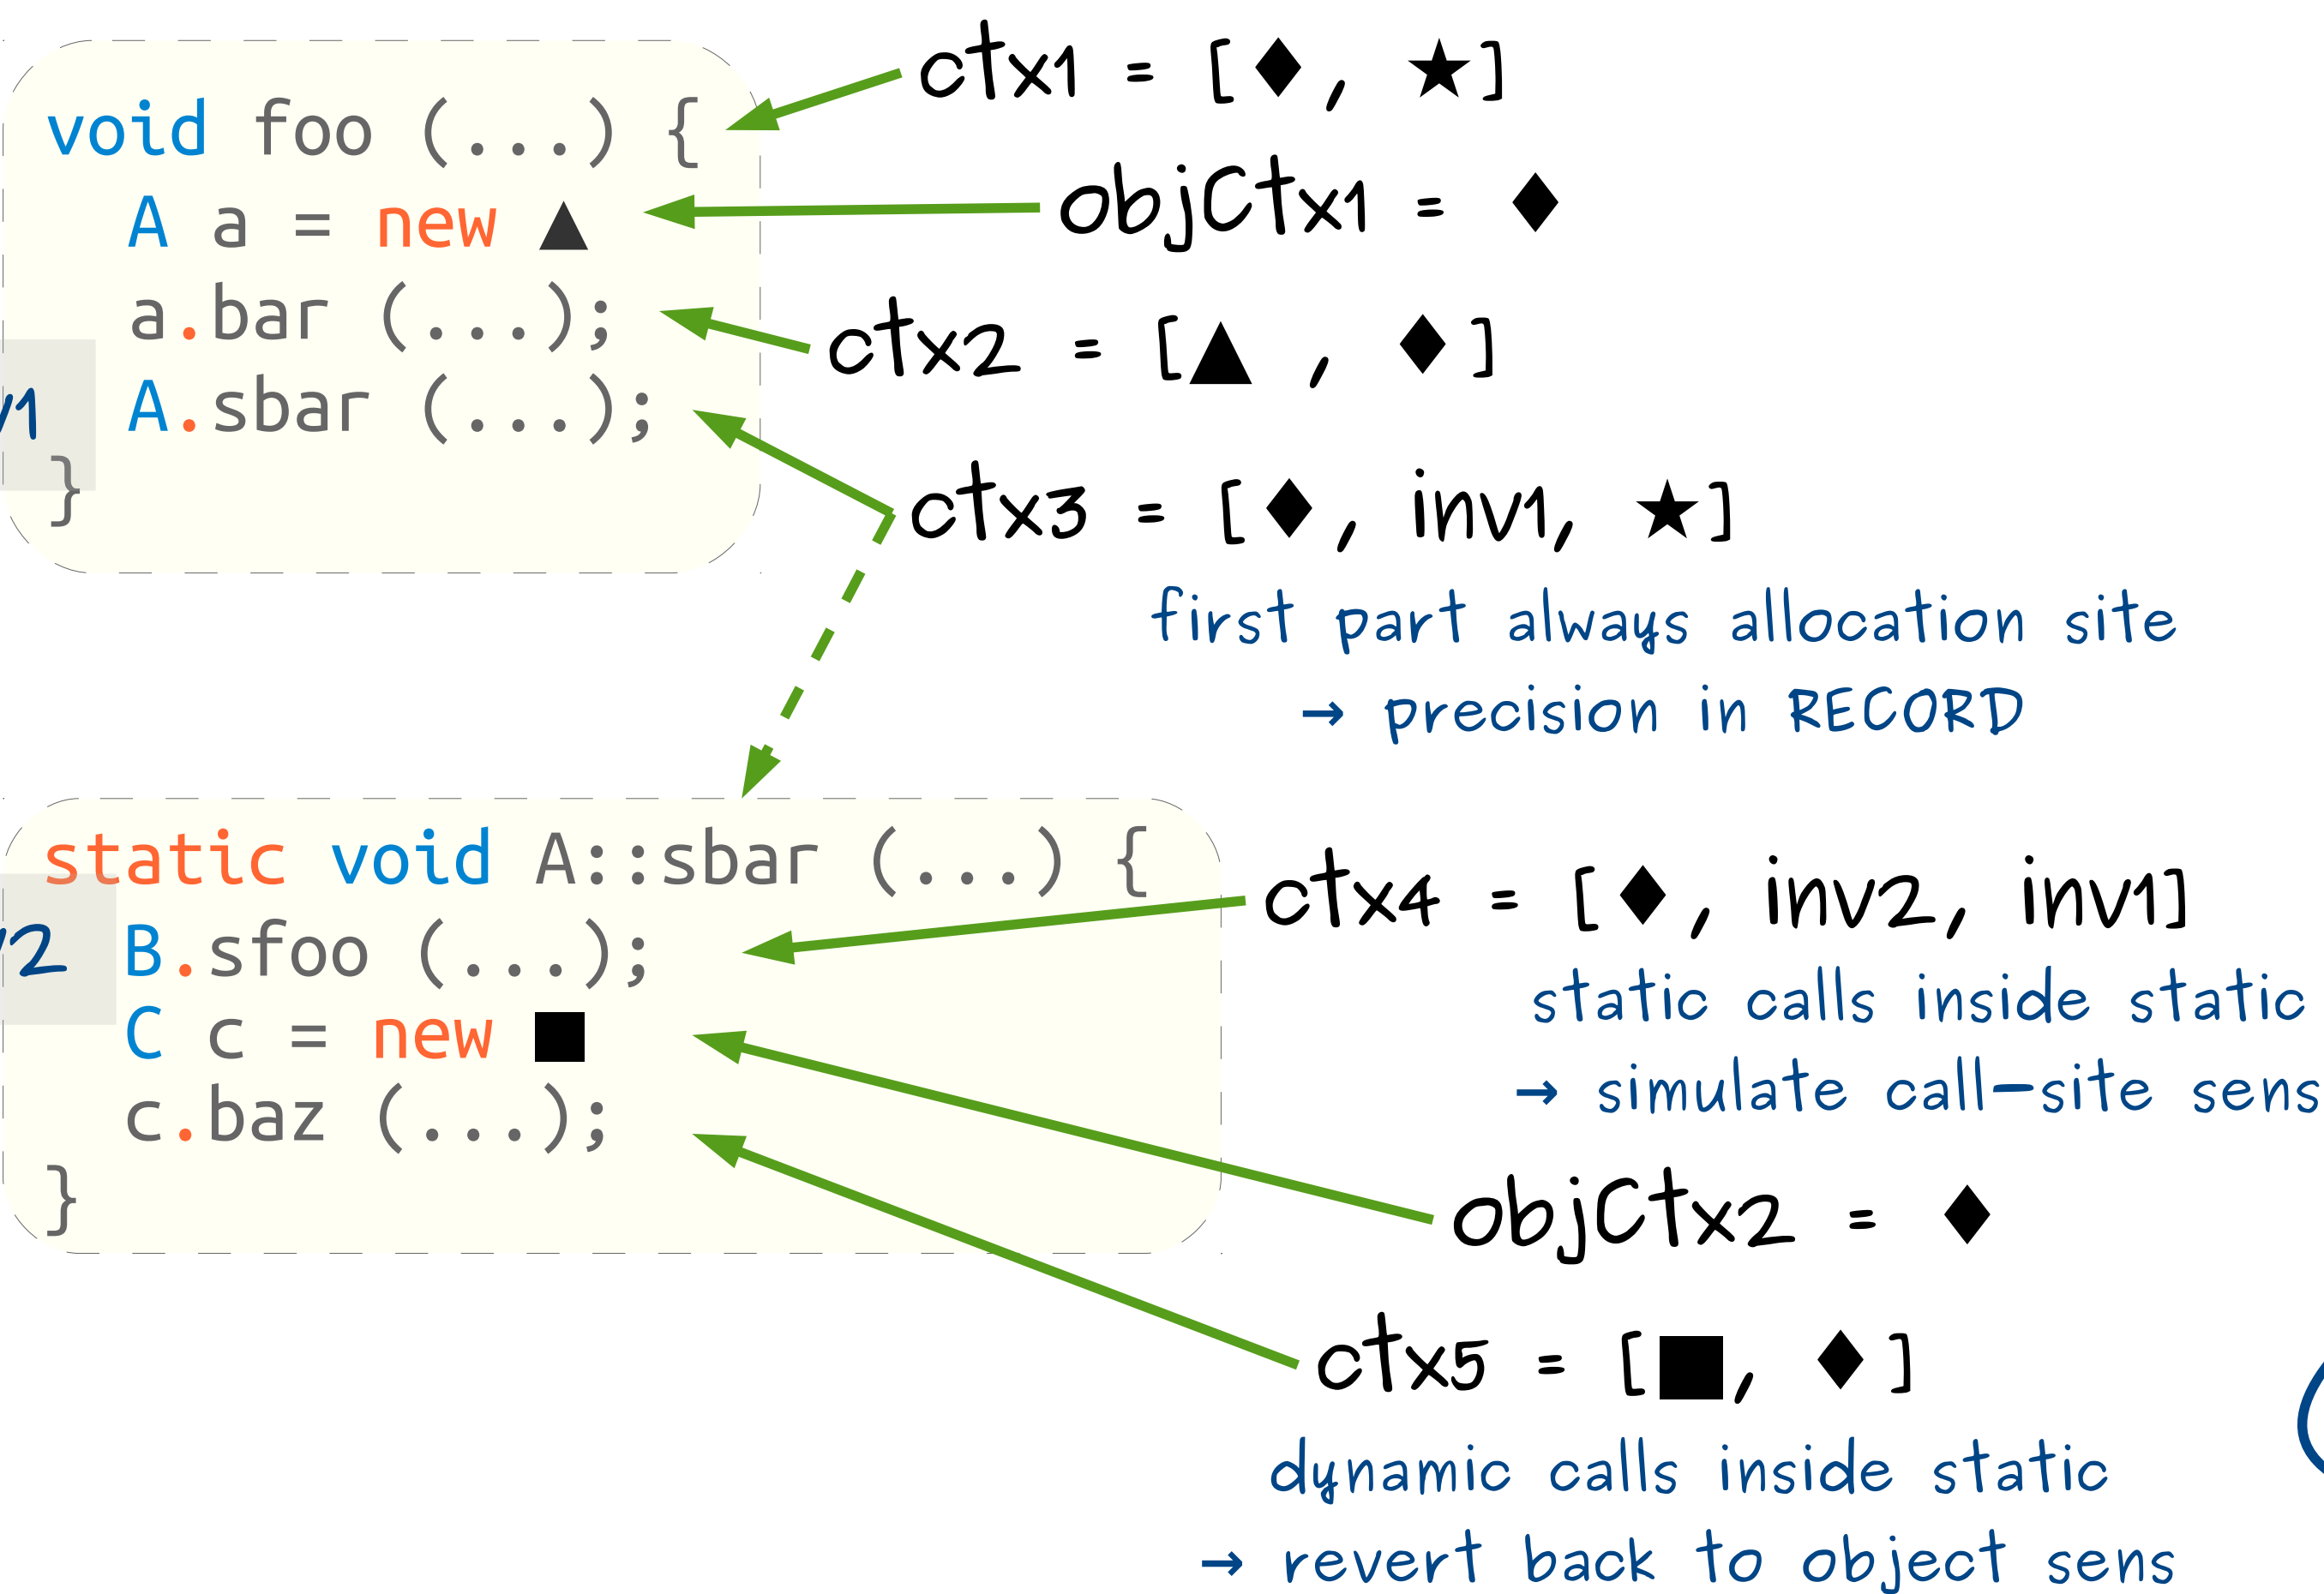 ctx1 = [♦, ★]
void foo (...) {
objCtx1 = ♦
A a = new ▲
a.bar (...);
ctx2 = [▲ , ♦]
1 A.sbar (...);
}
ctx3 = [♦, inv1, ★]
first part always allocation site
→ precision in RECORD
static void A::sbar (...) {
ctx4 = [♦, inv2, inv1]
2 B.sfoo (...);
static calls inside static
C c = new ■
→ simulate call-site sens
c.baz (...);
}
objCtx2 = ♦
ctx5 = [■, ♦]
dynamic calls inside static
→ revert back to object sens